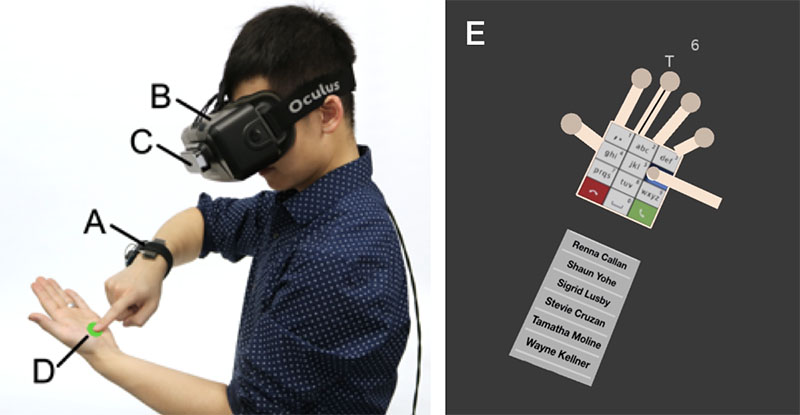 B
Oculus
C
A
D
E
6
T
abc
def
ghi
jkl
pqrs
tuv
wxyz
Renna Callan
Shaun Yohe
Sigrid Lusby
Stevie Cruzan
Tamatha Moline
Wayne Kellner